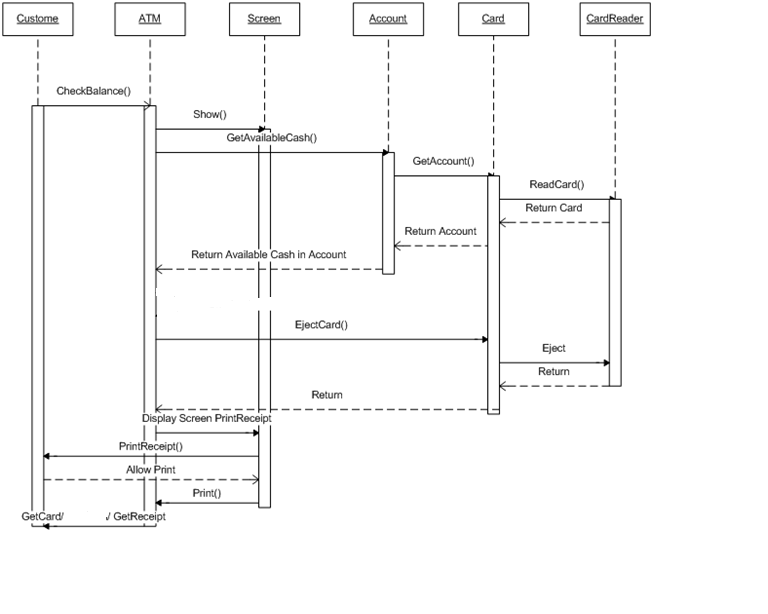 Custome
ATM
Screen
Account
Card
CardReader
CheckBalance()
Show()
GetAvailableCash()
GetAccount()
ReadCard()
Return Card
Return Account
Return Available Cash in Account
EjectCard()
Eject
Return
Return
Display Screen PrintReceipt
PrintReceipt()
Allow Print
Print()
GetCard/ / GetReceipt